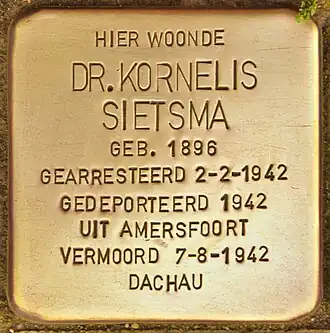 HIER WOONDE
DR. KORNELIS
SIETSMA
GEB. 1896
GEARRESTEERD 2-2-1942
GEDEPORTEERD 1942
UIT AMERSFOORT
VERMOORD 7-8-1942
DACHAU